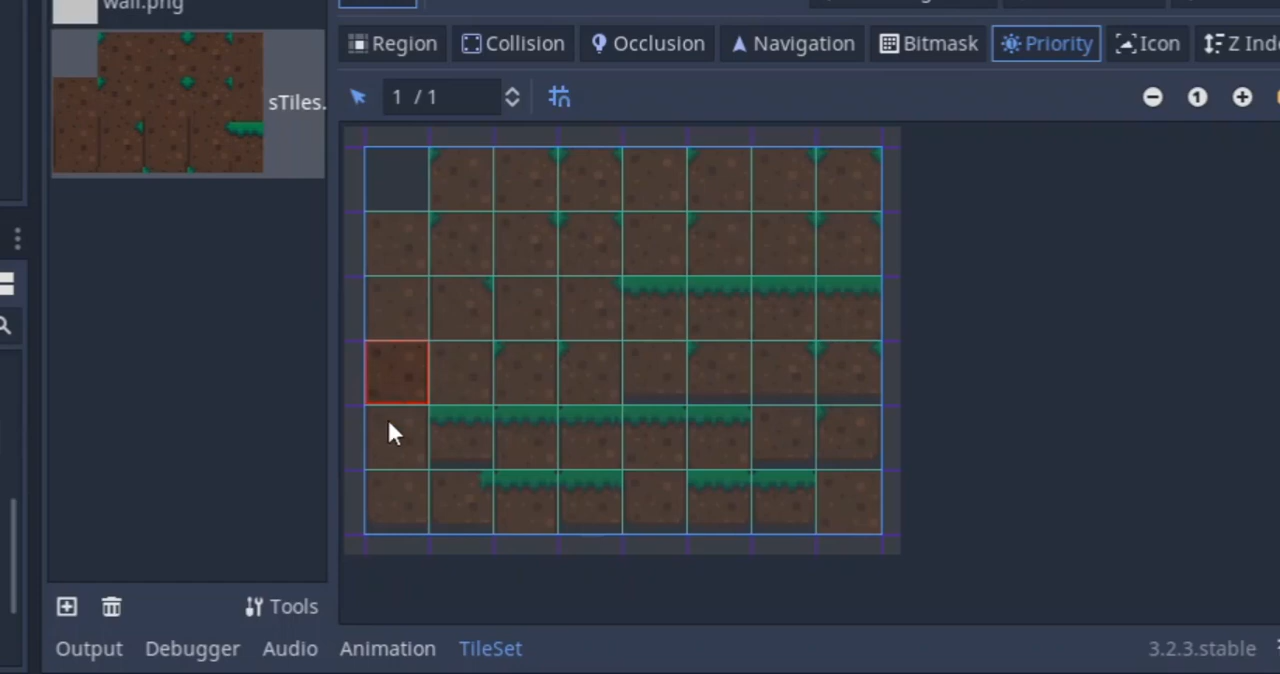 wall.png
Region Collision Occlusion Navigation Bitmask Priority Icon Z Inde
sTiles.
1 / 1
1
Tools
Output Debugger Audio Animation TileSet 3.2.3.stable